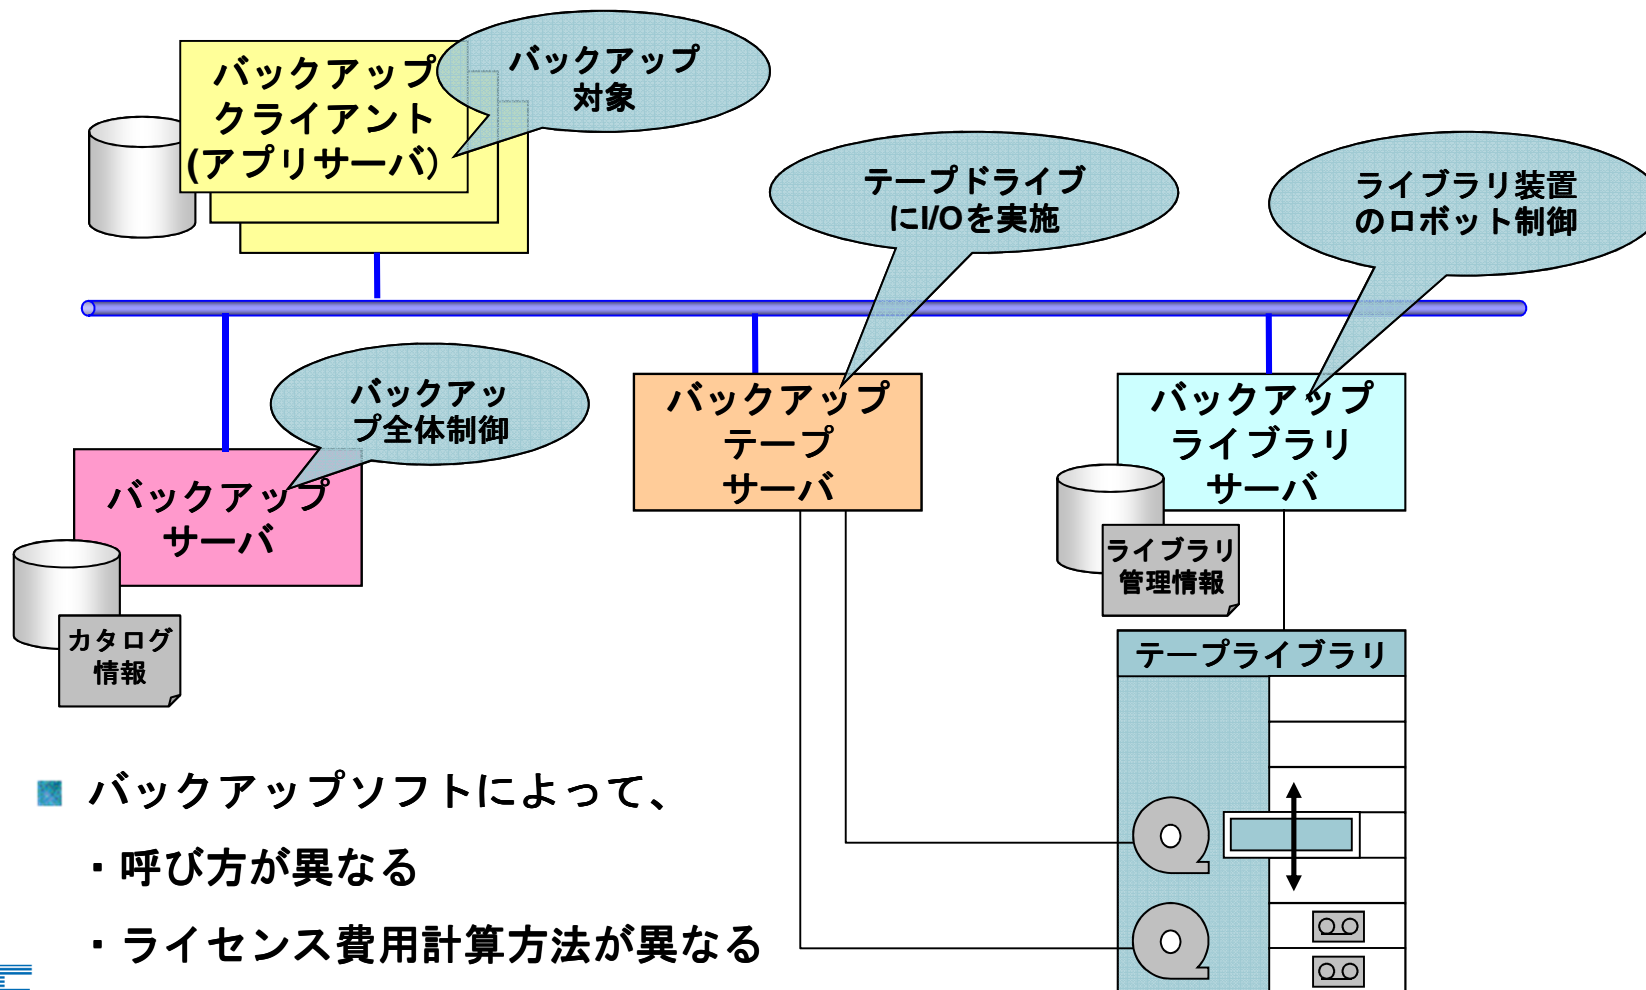 バックアップ
クライアント
(アプリサーバ）
バックアップ
対象
テープドライブ
にI/Oを実施
ライブラリ装置
のロボット制御
バックアッ
プ全体制御
バックアップ
サーバ
カタログ
情報
バックアップ
テープ
サーバ
バックアップ
ライブラリ
サーバ
ライブラリ
管理情報
テープライブラリ
バックアップソフトによって、
・呼び方が異なる
・ライセンス費用計算方法が異なる